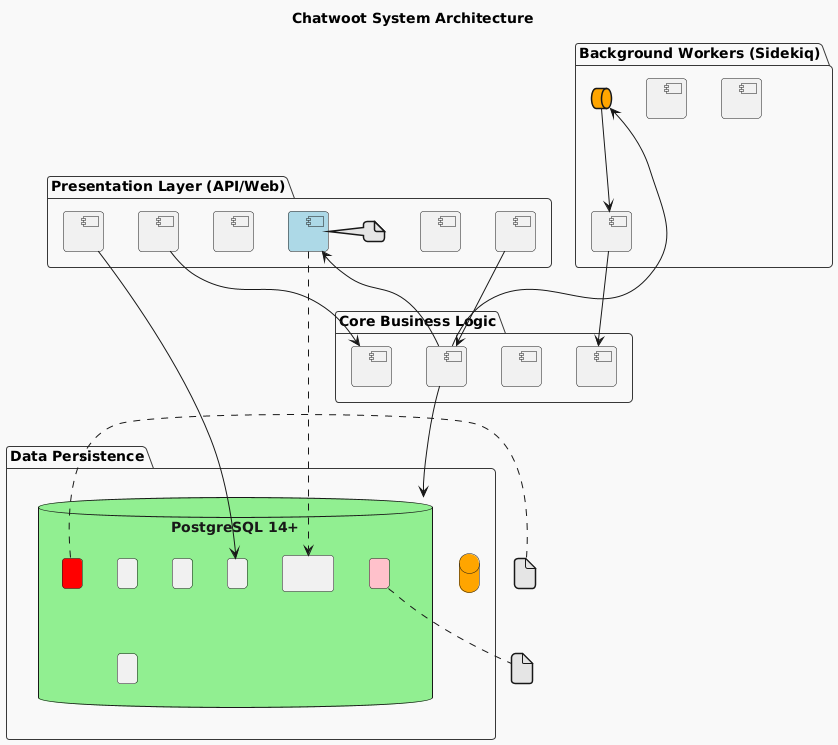 Chatwoot System Architecture
Background Workers (Sidekiq)
Presentation Layer (API/Web)
Core Business Logic
Data Persistence
PostgreSQL 14+